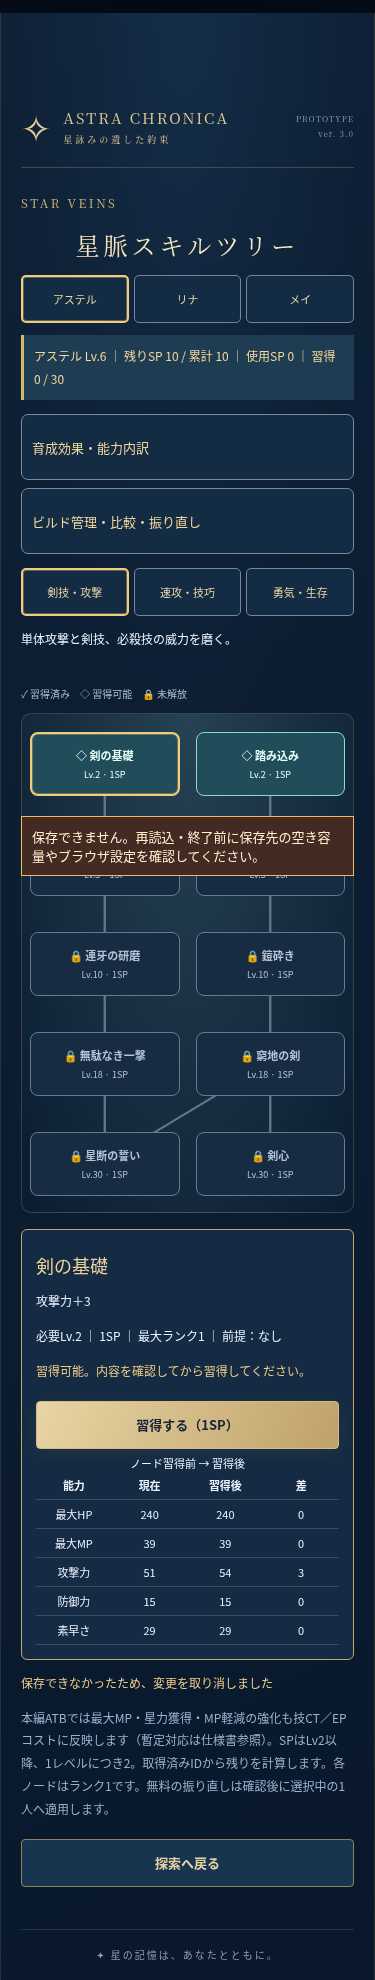 ASTRA CHRONICA
星詠みの遺した約束
PROTOTYPE
ver. 3.0
STAR VEINS
星脈スキルツリー
アステル リナ メイ
アステル Lv.6 ｜ 残りSP 10 / 累計 10 ｜ 使用SP 0 ｜ 習得
0 / 30
育成効果・能力内訳
ビルド管理・比較・振り直し
剣技・攻撃 速攻・技巧 勇気・生存
単体攻撃と剣技、必殺技の威力を磨く。
✓習得済み ◇習得可能 🔒未解放
◇ 剣の基礎 ◇ 踏み込み
Lv.2 · 1SP Lv.2 · 1SP
保存できません。再読込・終了前に保存先の空き容
量やブラウザ設定を確認してください。
🔒 連牙の研磨 🔒 鎧砕き
Lv.10 · 1SP Lv.10 · 1SP
🔒 無駄なき一撃 🔒 窮地の剣
Lv.18 · 1SP Lv.18 · 1SP
🔒 星断の誓い 🔒 剣心
Lv.30 · 1SP Lv.30 · 1SP
剣の基礎
攻撃力＋3
必要Lv.2 ｜ 1SP ｜ 最大ランク1 ｜ 前提：なし
習得可能。内容を確認してから習得してください。
習得する（1SP）
ノード習得前 → 習得後
能力 現在 習得後 差
最大HP 240 240 0
最大MP 39 39 0
攻撃力 51 54 3
防御力 15 15 0
素早さ 29 29 0
保存できなかったため、変更を取り消しました
本編ATBでは最大MP・星力獲得・MP軽減の強化も技CT／EP
コストに反映します（暫定対応は仕様書参照）。SPはLv2以
降、1レベルにつき2。取得済みIDから残りを計算します。各
ノードはランク1です。無料の振り直しは確認後に選択中の1
人へ適用します。
探索へ戻る
✦ 星の記憶は、あなたとともに。